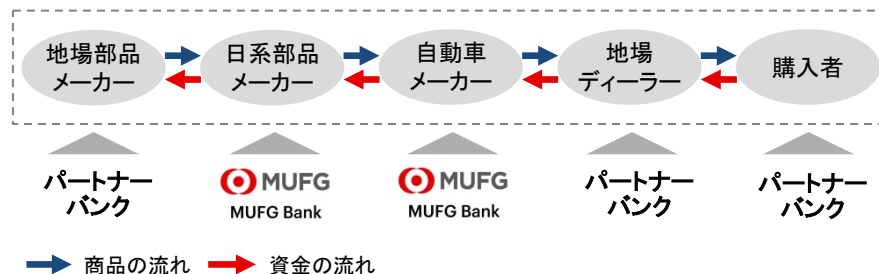 地場部品
メーカー
日系部品
メーカー
自動車
メーカー
地場
ディーラー
購入者
パートナー
バンク
MUFG
MUFG Bank
MUFG
MUFG Bank
パートナー
バンク
パートナー
バンク
商品の流れ
資金の流れ